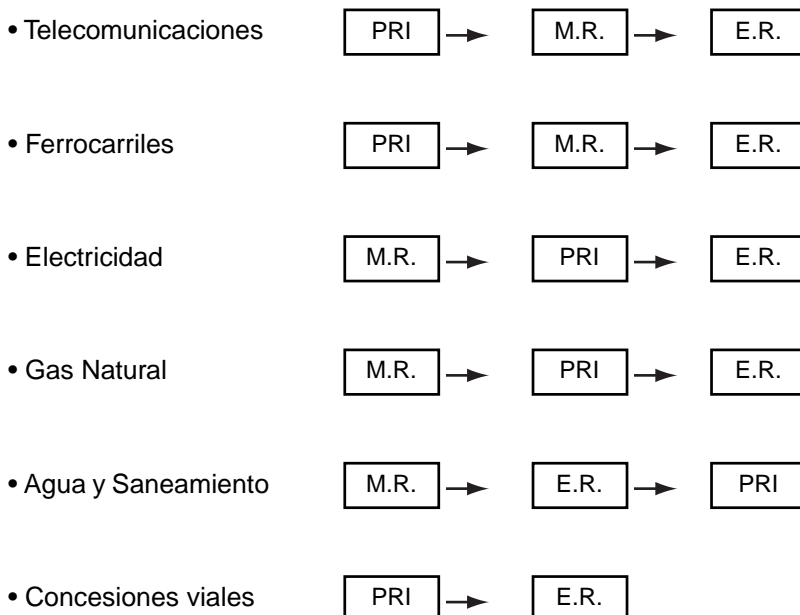 • Telecomunicaciones PRI M.R. E.R.
• Ferrocarriles PRI M.R. E.R.
• Electricidad M.R. PRI E.R.
• Gas Natural M.R. PRI E.R.
• Agua y Saneamiento M.R. E.R. PRI
• Concesiones viales PRI E.R.